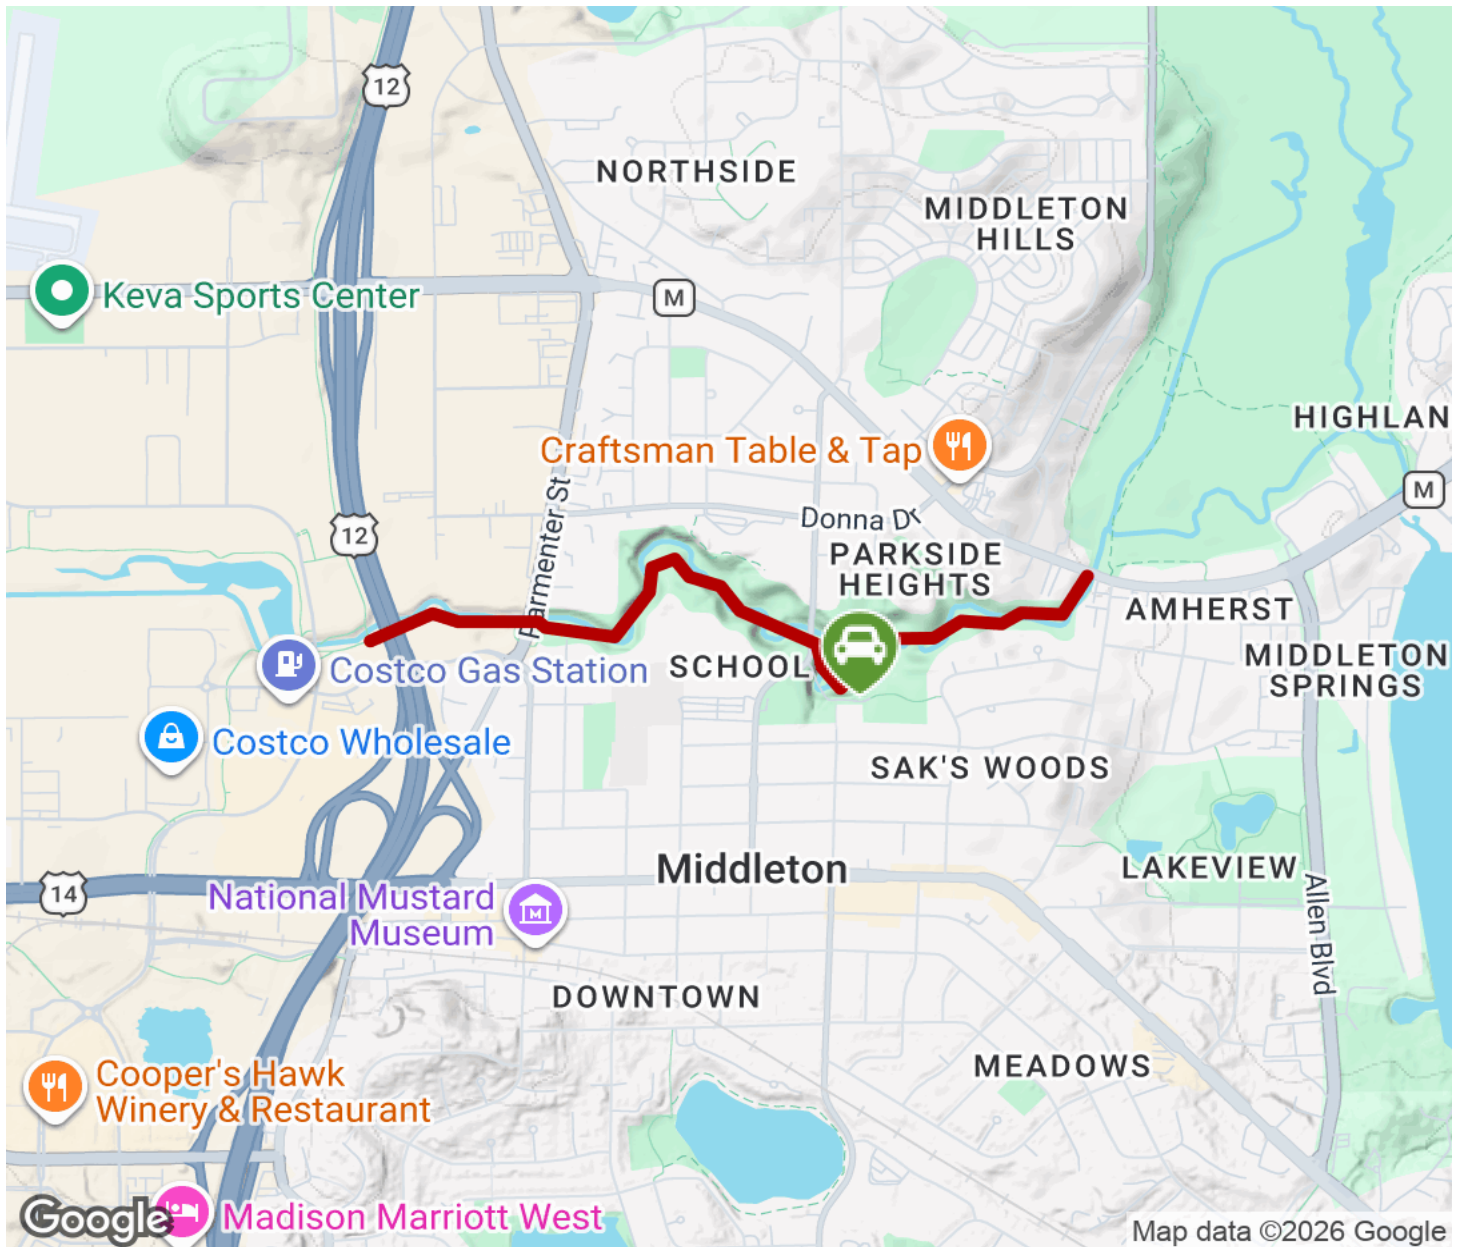 12
NORTHSIDE
MIDDLETON
HILLS
Keva Sports Center
M
HIGHLAN
Craftsman Table & Tap
M
Parmenter St
Donna Dr
12
PARKSIDE
HEIGHTS
AMHERST
Costco Gas Station
SCHOOL
MIDDLETON
SPRINGS
Costco Wholesale
SAK'S WOODS
Middleton
LAKEVIEW
14
National Mustard
Museum
M
Allen Blvd
DOWNTOWN
MEADOWS
Cooper's Hawk
Winery & Restaurant
Google
Madison Marriott West
Map data ©2026 Google